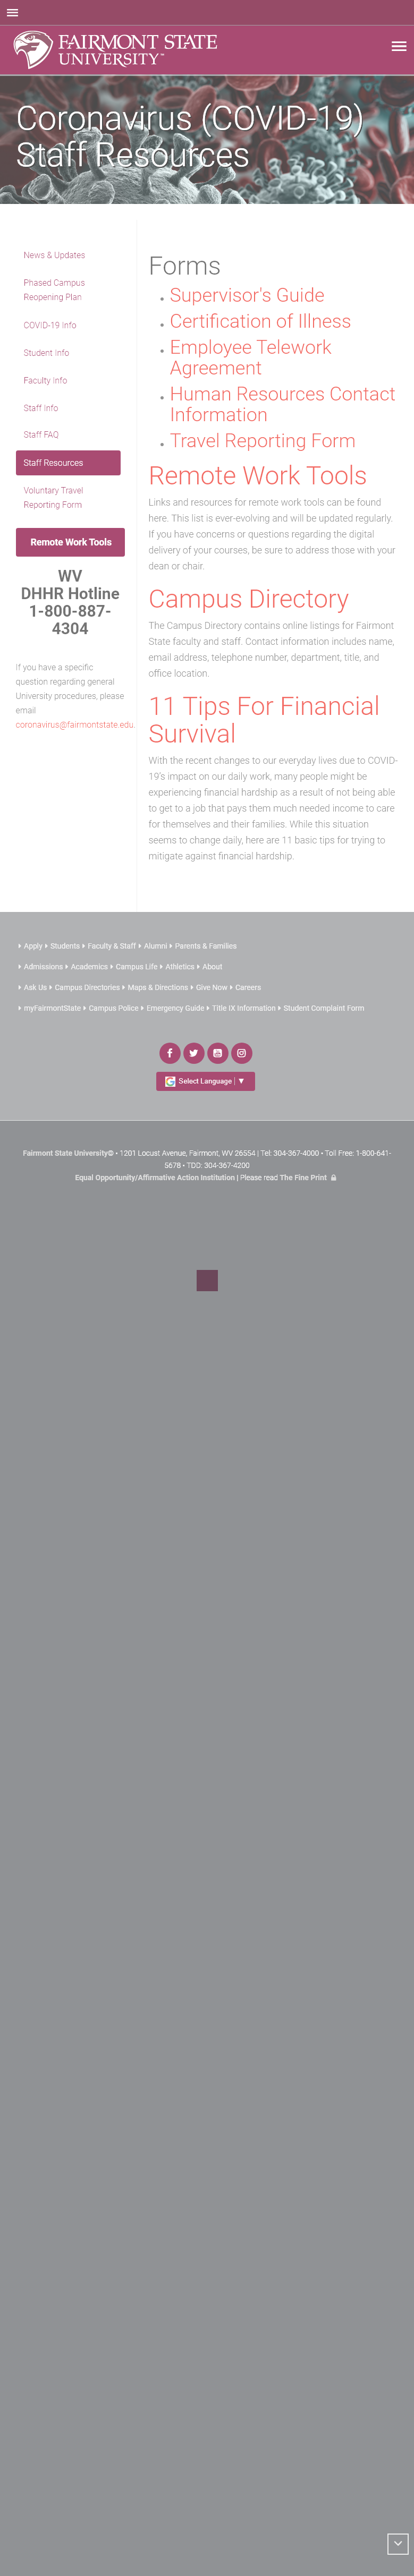 FAIRMONT STATE
UNIVERSITY™
Coronavirus (COVID-19)
Staff Resources
News & Updates
Phased Campus
Reopening Plan
COVID-19 Info
Student Info
Faculty Info
Staff Info
Staff FAQ
Staff Resources
Voluntary Travel
Reporting Form
Remote Work Tools
WV
DHHR Hotline
1-800-887-
4304
If you have a specific
question regarding general
University procedures, please
email
coronavirus@fairmontstate.edu.
Forms
• Supervisor's Guide
• Certification of Illness
• Employee Telework
Agreement
• Human Resources Contact
Information
• Travel Reporting Form
Remote Work Tools
Links and resources for remote work tools can be found
here. This list is ever-evolving and will be updated regularly.
If you have concerns or questions regarding the digital
delivery of your courses, be sure to address those with your
dean or chair.
Campus Directory
The Campus Directory contains online listings for Fairmont
State faculty and staff. Contact information includes name,
email address, telephone number, department, title, and
office location.
11 Tips For Financial
Survival
With the recent changes to our everyday lives due to COVID-
19's impact on our daily work, many people might be
experiencing financial hardship as a result of not being able
to get to a job that pays them much needed income to care
for themselves and their families. While this situation
seems to change daily, here are 11 basic tips for trying to
mitigate against financial hardship.
Apply Students Faculty & Staff Alumni Parents & Families
Admissions Academics Campus Life Athletics About
Ask Us Campus Directories Maps & Directions Give Now Careers
myFairmontState Campus Police Emergency Guide Title IX Information Student Complaint Form
Select Language ▼
Fairmont State University© • 1201 Locust Avenue, Fairmont, WV 26554 | Tel: 304-367-4000 • Toll Free: 1-800-641-
5678 • TDD: 304-367-4200
Equal Opportunity/Affirmative Action Institution | Please read The Fine Print